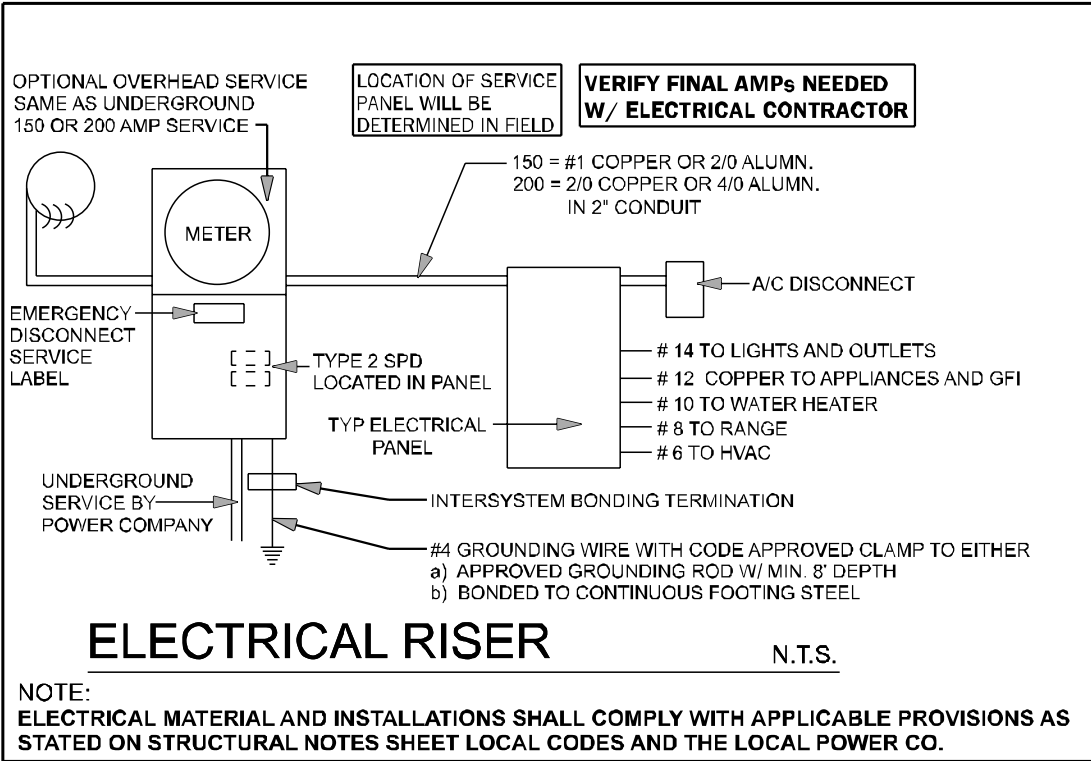 OPTIONAL OVERHEAD SERVICE
SAME AS UNDERGROUND
150 OR 200 AMP SERVICE
LOCATION OF SERVICE
PANEL WILL BE
DETERMINED IN FIELD
VERIFY FINAL AMPs NEEDED
W/ ELECTRICAL CONTRACTOR
150 = #1 COPPER OR 2/0 ALUMN.
200 = 2/0 COPPER OR 4/0 ALUMN.
IN 2" CONDUIT
METER
A/C DISCONNECT
EMERGENCY
DISCONNECT
SERVICE
LABEL
TYPE 2 SPD
LOCATED IN PANEL
TYP ELECTRICAL
PANEL
# 14 TO LIGHTS AND OUTLETS
# 12 COPPER TO APPLIANCES AND GFI
# 10 TO WATER HEATER
# 8 TO RANGE
# 6 TO HVAC
UNDERGROUND
SERVICE BY
POWER COMPANY
INTERSYSTEM BONDING TERMINATION
#4 GROUNDING WIRE WITH CODE APPROVED CLAMP TO EITHER
a) APPROVED GROUNDING ROD W/ MIN. 8' DEPTH
b) BONDED TO CONTINUOUS FOOTING STEEL
ELECTRICAL RISER
N.T.S.
NOTE:
ELECTRICAL MATERIAL AND INSTALLATIONS SHALL COMPLY WITH APPLICABLE PROVISIONS AS
STATED ON STRUCTURAL NOTES SHEET LOCAL CODES AND THE LOCAL POWER CO.